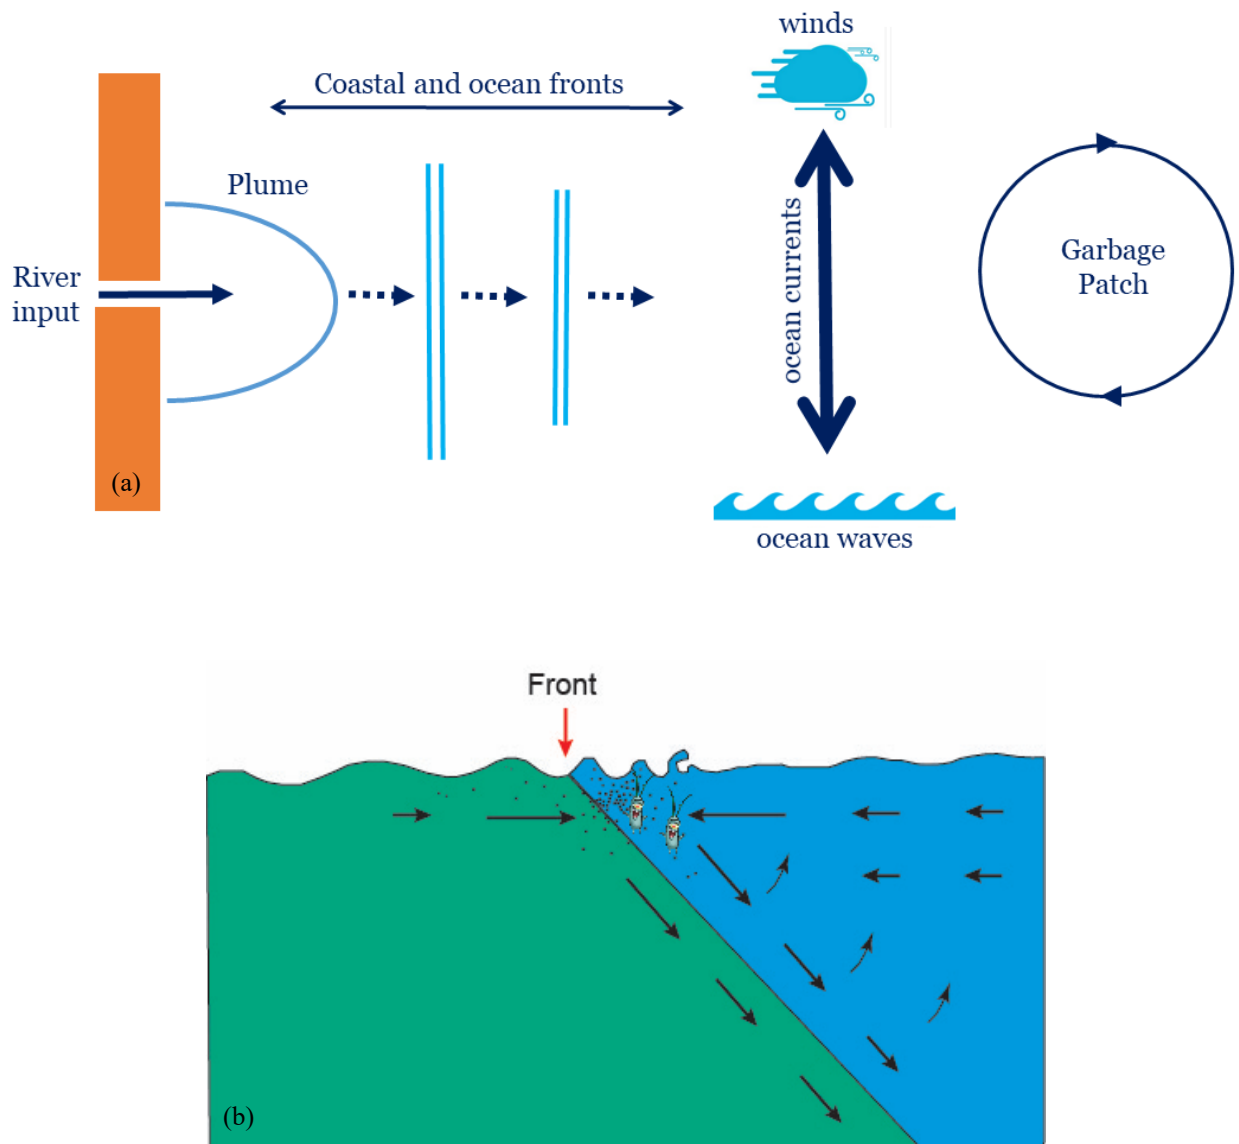 winds
Coastal and ocean fronts
Plume
River
input
ocean currents
Garbage
Patch
(a)
ocean waves
Front
(b)